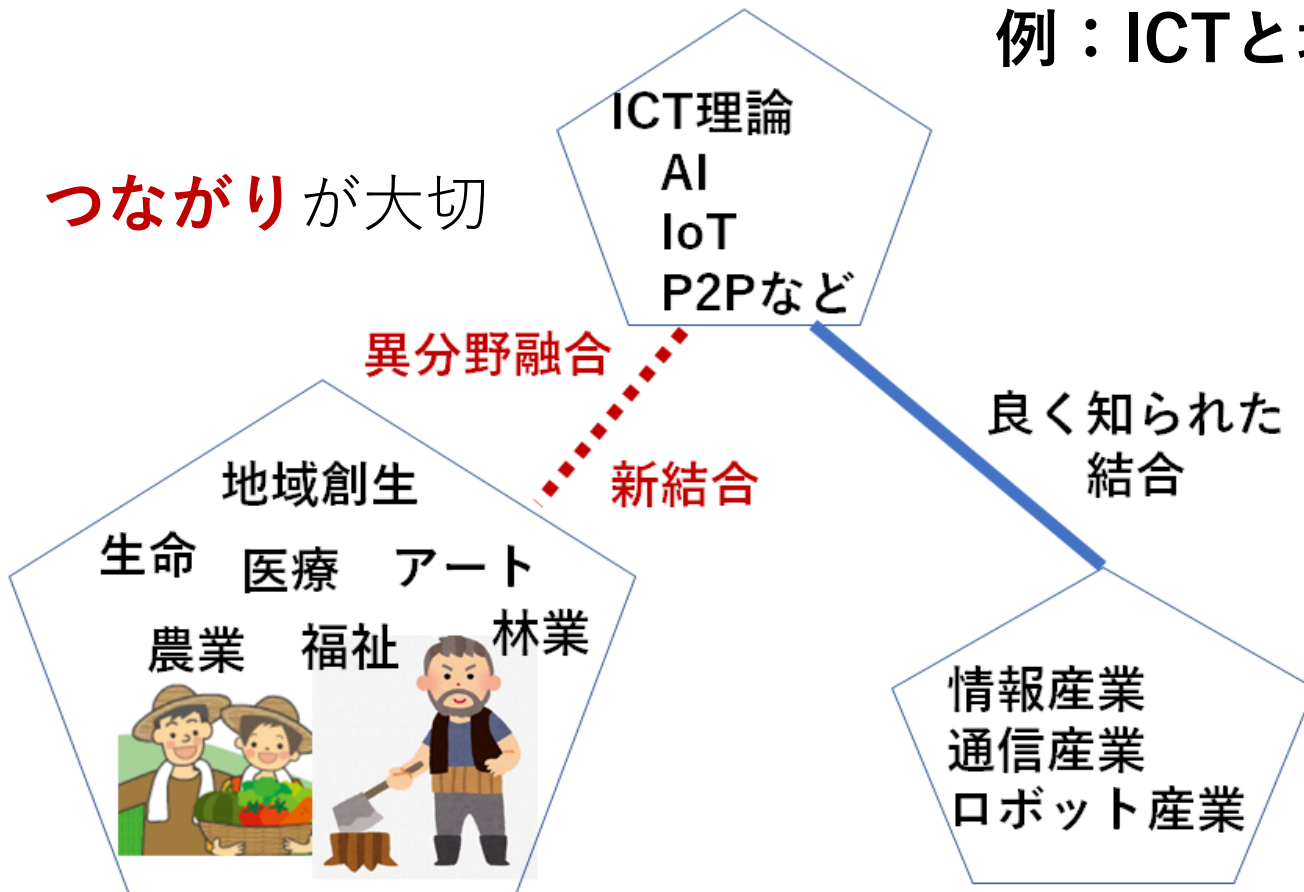 例：ICTと
つながりが大切
ICT理論
AI
IoT
P2Pなど
異分野融合
新結合
良く知られた
結合
地域創生
生命 医療 アート
農業 福祉 林業
情報産業
通信産業
ロボット産業